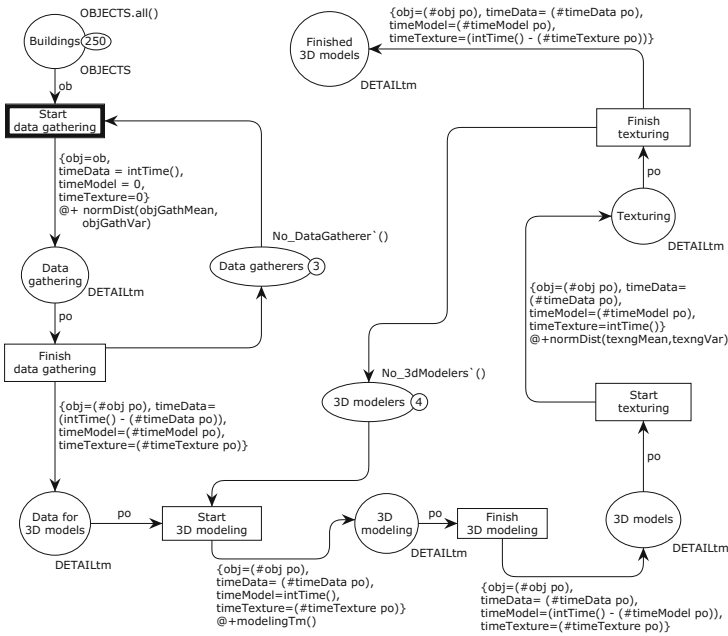 OBJECTS.all()
Buildings 250
OBJECTS
ob
Start
data gathering
{obj=ob,
timeData = intTime(),
timeModel = 0,
timeTexture=0}
@+ normDist(objGathMean,
objGathVar)
Data
gathering
DETAILtm
po
Finish
data gathering
No_DataGatherer`()
Data gatherers 3
{obj=(#obj po), timeData=
(intTime() - (#timeData po)),
timeModel=(#timeModel po),
timeTexture=(#timeTexture po)}
Data for
3D models
DETAILtm
po
Start
3D modeling
No_3dModelers`()
3D modelers 4
{obj=(#obj po),
timeData= (#timeData po),
timeModel=intTime(),
timeTexture=(#timeTexture po)}
@+modelingTm()
3D
modeling
DETAILtm
po
Finish
3D modeling
{obj=(#obj po),
timeData= (#timeData po),
timeModel=(intTime() - (#timeModel po)),
timeTexture=(#timeTexture po)}
3D models
DETAILtm
po
Start
texturing
{obj=(#obj po), timeData=
(#timeData po),
timeModel=(#timeModel po),
timeTexture=intTime()}
@+normDist(texngMean,texngVar)
Texturing
DETAILtm
po
Finish
texturing
{obj=(#obj po), timeData= (#timeData po),
timeModel=(#timeModel po),
timeTexture=(intTime() - (#timeTexture po))}
Finished
3D models
DETAILtm